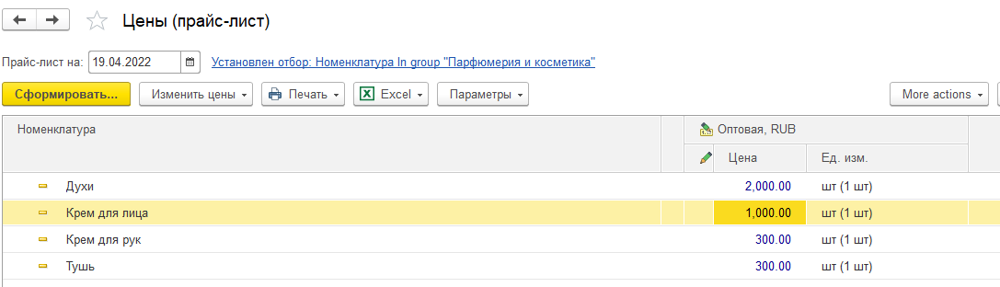 Цены (прайс-лист)
Прайс-лист на: 19.04.2022 Установлен отбор: Номенклатура In group "Парфюмерия и косметика"
Сформировать... Изменить цены Печать Excel Параметры More actions
Номенклатура Оптовая, RUB
Цена Ед. изм.
Духи 2,000.00 шт (1 шт)
Крем для лица 1,000.00 шт (1 шт)
Крем для рук 300.00 шт (1 шт)
Тушь 300.00 шт (1 шт)